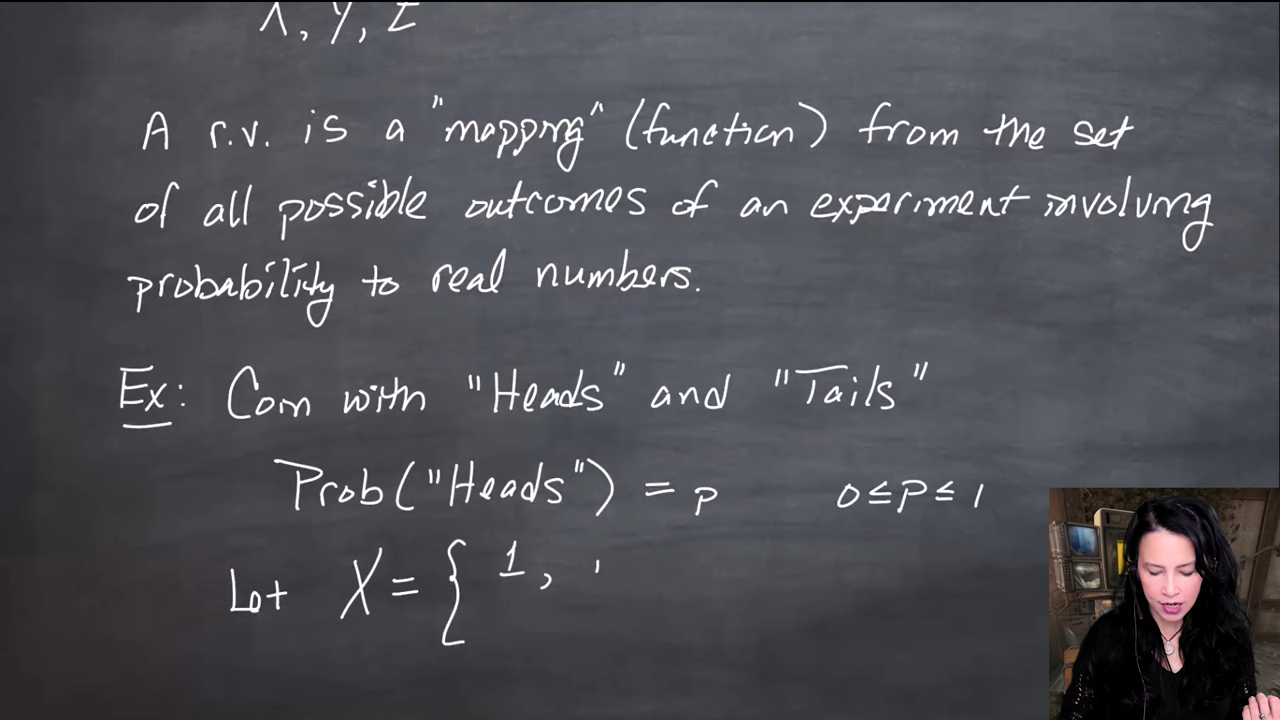 X, Y, Z
A r.v. is a "mapping" (function) from the set
of all possible outcomes of an experiment involving
probability to real numbers.
Ex: Coin with "Heads" and "Tails"
Prob("Heads") = p 0 ≤ p ≤ 1
Let X = { 1,